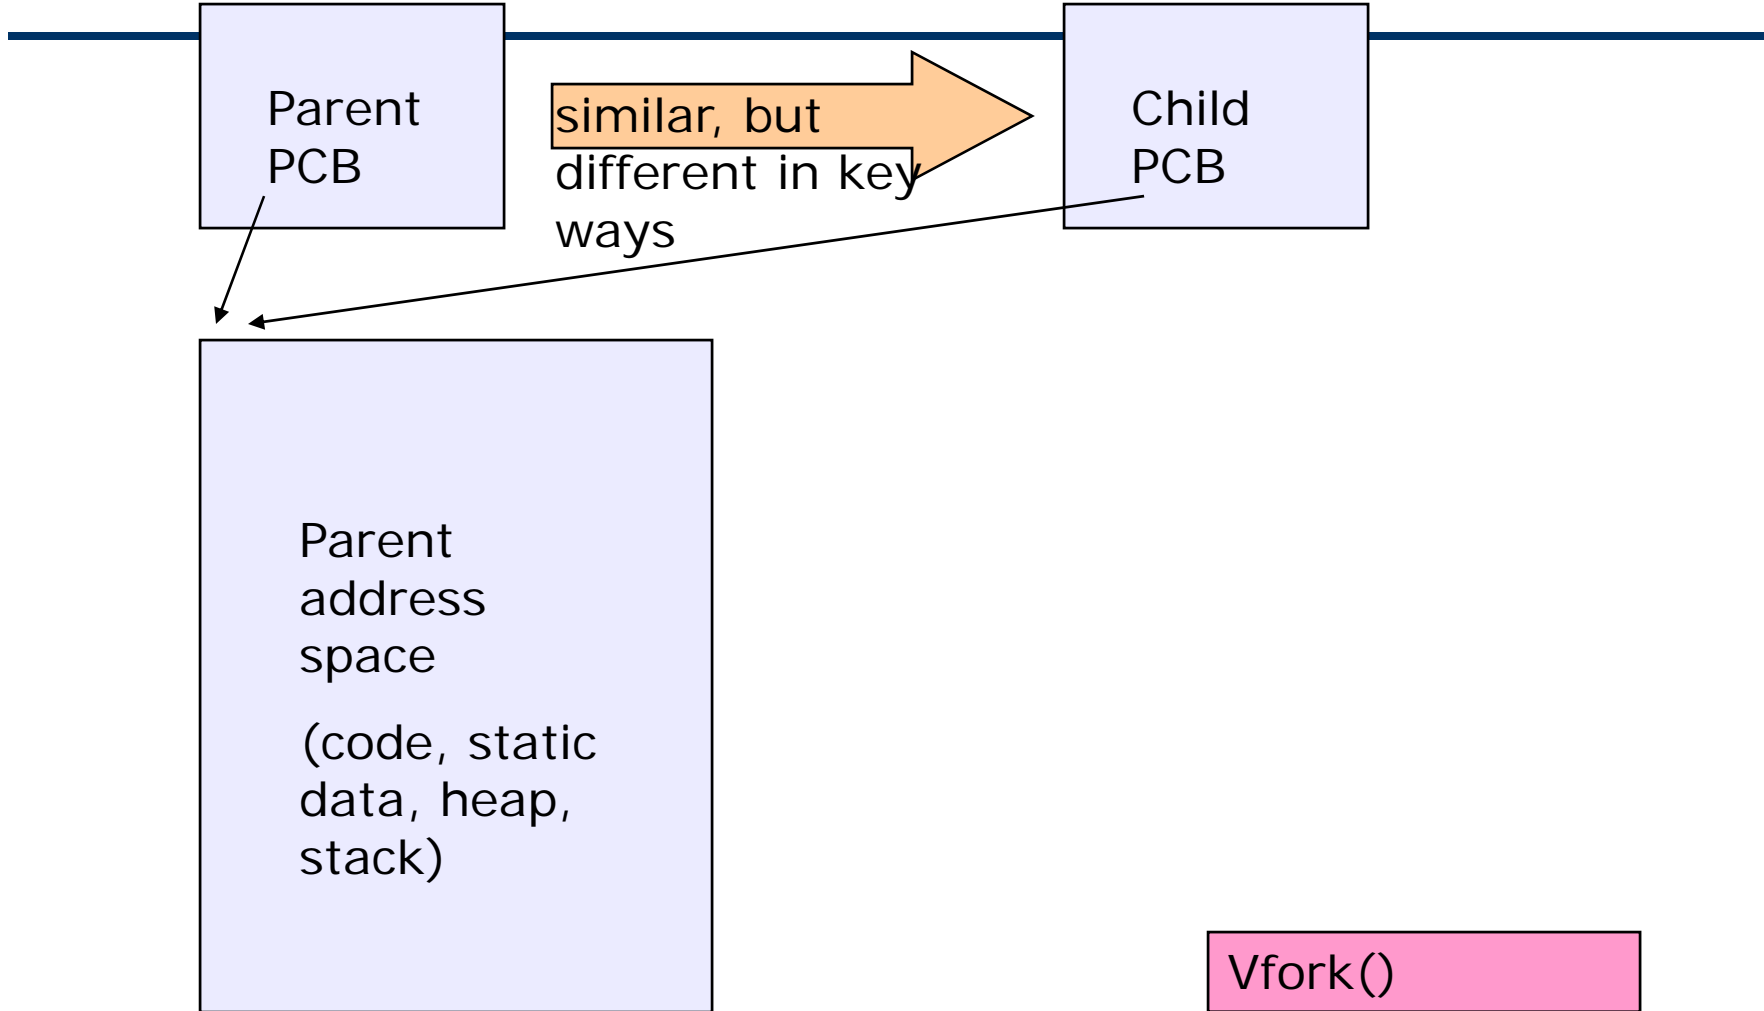 Parent
PCB
similar, but
different in key
ways
Child
PCB
Parent
address
space
(code, static
data, heap,
stack)
Vfork()